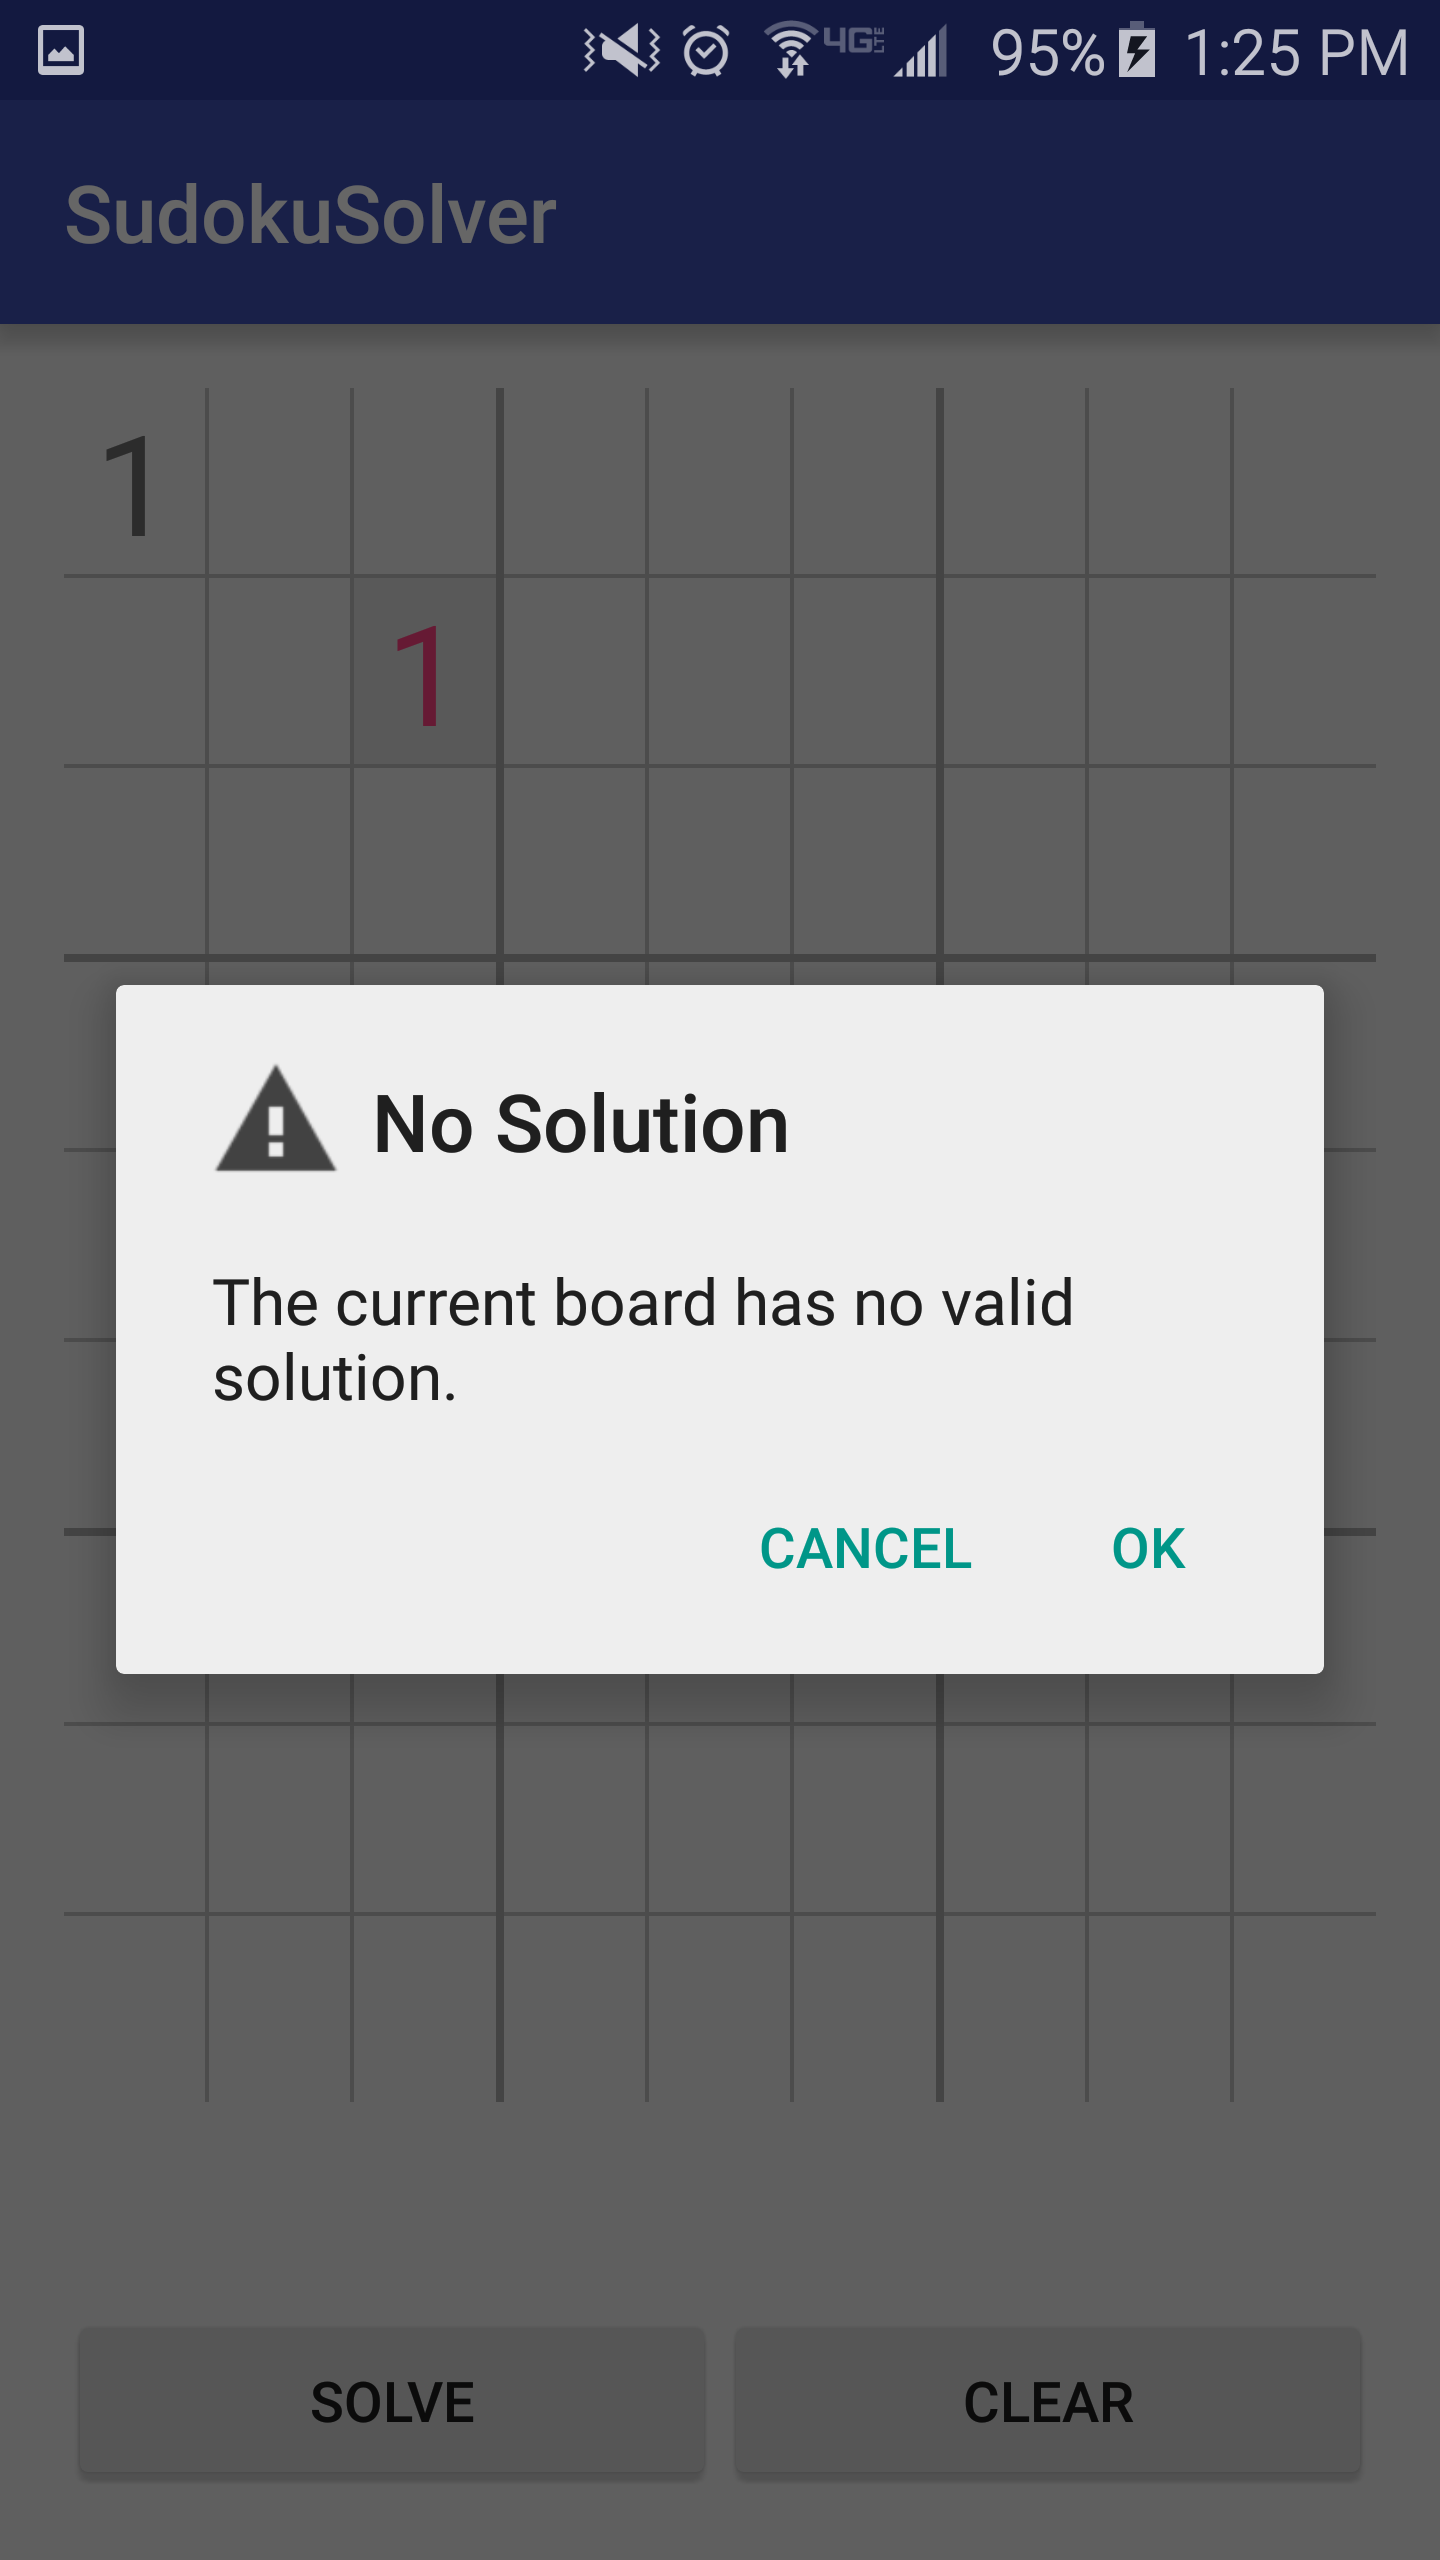 4G LTE 95% 1:25 PM
SudokuSolver
1
1
No Solution
The current board has no valid
solution.
CANCEL OK
SOLVE CLEAR